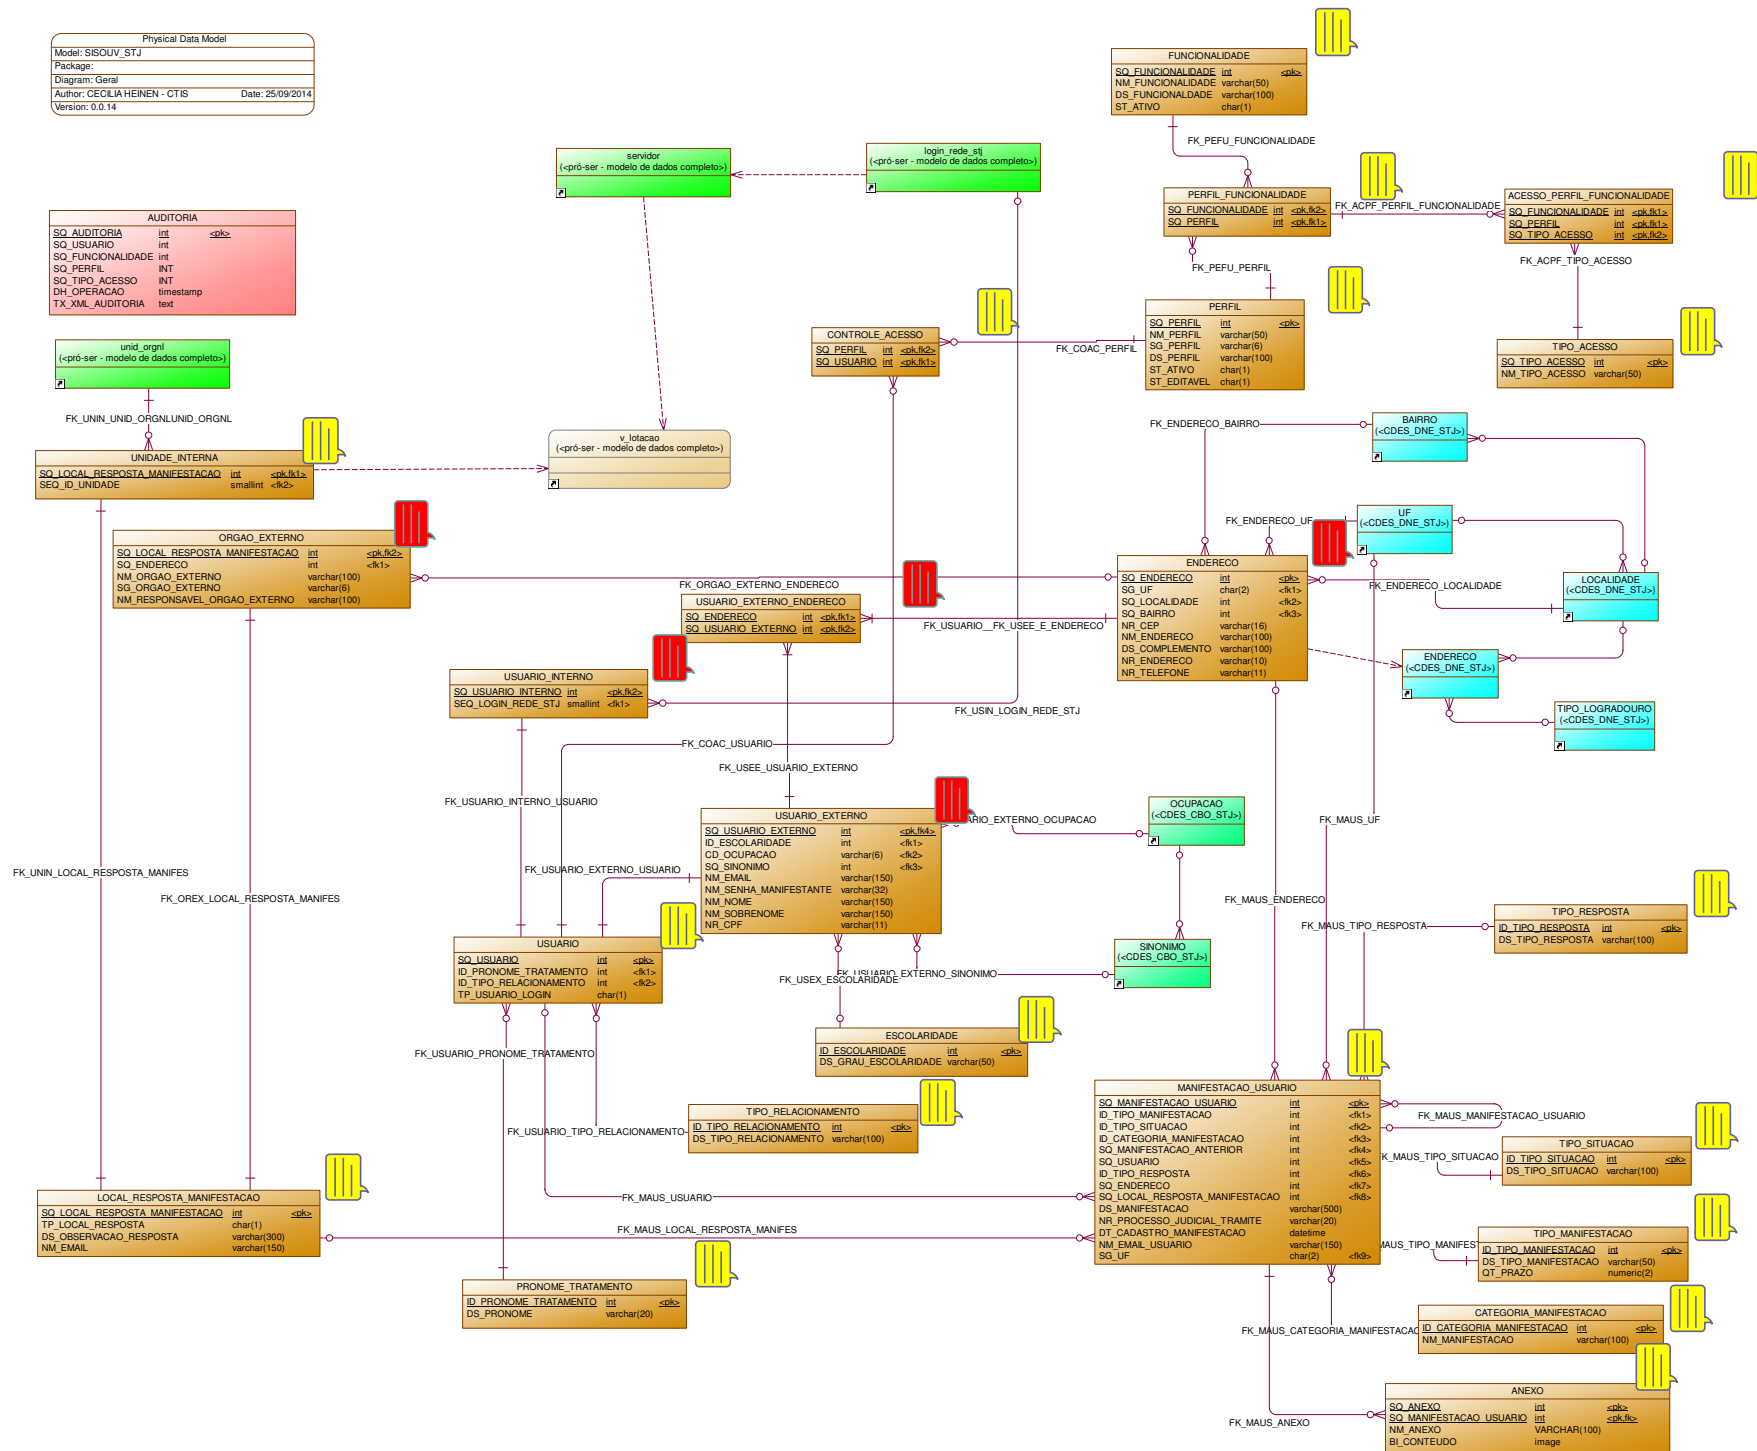 Physical Data Model
Model: SISOUV_STJ
Package:
Diagram: Geral
Author: CECILIA HEINEN - CTIS Date: 25/09/2014
Version: 0.0.14
FUNCIONALIDADE
SQ_FUNCIONALIDADE int <pk>
NM_FUNCIONALIDADE varchar(50)
DS_FUNCIONALDADE varchar(100)
ST_ATIVO char(1)
FK_PEFU_FUNCIONALIDADE
servidor
(<pró-ser - modelo de dados completo>)
login_rede_stj
(<pró-ser - modelo de dados completo>)
PERFIL_FUNCIONALIDADE
SQ_FUNCIONALIDADE int <pk,fk2>
SQ_PERFIL int <pk,fk1>
FK_ACPF_PERFIL_FUNCIONALIDADE
ACESSO_PERFIL_FUNCIONALIDADE
SQ_FUNCIONALIDADE int <pk,fk1>
SQ_PERFIL int <pk,fk1>
SQ_TIPO_ACESSO int <pk,fk2>
FK_ACPF_TIPO_ACESSO
AUDITORIA
SQ_AUDITORIA int <pk>
SQ_USUARIO int
SQ_FUNCIONALIDADE int
SQ_PERFIL INT
SQ_TIPO_ACESSO INT
DH_OPERACAO timestamp
TX_XML_AUDITORIA text
FK_PEFU_PERFIL
PERFIL
SQ_PERFIL int <pk>
NM_PERFIL varchar(50)
SG_PERFIL varchar(6)
DS_PERFIL varchar(100)
ST_ATIVO char(1)
ST_EDITAVEL char(1)
CONTROLE_ACESSO
SQ_PERFIL int <pk,fk2>
SQ_USUARIO int <pk,fk1>
FK_COAC_PERFIL
TIPO_ACESSO
SQ_TIPO_ACESSO int <pk>
NM_TIPO_ACESSO varchar(50)
unid_orgnl
(<pró-ser - modelo de dados completo>)
FK_UNIN_UNID_ORGNLUNID_ORGNL
UNIDADE_INTERNA
SQ_LOCAL_RESPOSTA_MANIFESTACAO int <pk,fk1>
SEQ_ID_UNIDADE smallint <fk2>
v_lotacao
(<pró-ser - modelo de dados completo>)
FK_ENDERECO_BAIRRO
BAIRRO
(<CDES_DNE_STJ>)
FK_ENDERECO_UF
UF
(<CDES_DNE_STJ>)
ORGAO_EXTERNO
SQ_LOCAL_RESPOSTA_MANIFESTACAO int <pk,fk2>
SQ_ENDERECO int <fk1>
NM_ORGAO_EXTERNO varchar(100)
SG_ORGAO_EXTERNO varchar(6)
NM_RESPONSAVEL_ORGAO_EXTERNO varchar(100)
FK_ORGAO_EXTERNO_ENDERECO
ENDERECO
SQ_ENDERECO int <pk>
SG_UF char(2) <fk1>
SQ_LOCALIDADE int <fk2>
SQ_BAIRRO int <fk3>
NR_CEP varchar(16)
NM_ENDERECO varchar(100)
DS_COMPLEMENTO varchar(100)
NR_ENDERECO varchar(10)
NR_TELEFONE varchar(11)
FK_ENDERECO_LOCALIDADE
LOCALIDADE
(<CDES_DNE_STJ>)
USUARIO_EXTERNO_ENDERECO
SQ_ENDERECO int <pk,fk1>
SQ_USUARIO_EXTERNO int <pk,fk2>
FK_USUARIO__FK_USEE_E_ENDERECO
ENDERECO
(<CDES_DNE_STJ>)
TIPO_LOGRADOURO
(<CDES_DNE_STJ>)
USUARIO_INTERNO
SQ_USUARIO_INTERNO int <pk,fk2>
SEQ_LOGIN_REDE_STJ smallint <fk1>
FK_USIN_LOGIN_REDE_STJ
FK_COAC_USUARIO
FK_USEE_USUARIO_EXTERNO
FK_USUARIO_INTERNO_USUARIO
USUARIO_EXTERNO
SQ_USUARIO_EXTERNO int <pk,fk4>
ID_ESCOLARIDADE int <fk1>
CD_OCUPACAO varchar(6) <fk2>
SQ_SINONIMO int <fk3>
NM_EMAIL varchar(150)
NM_SENHA_MANIFESTANTE varchar(32)
NM_NOME varchar(150)
NM_SOBRENOME varchar(150)
NR_CPF varchar(11)
ARIO_EXTERNO_OCUPACAO
OCUPACAO
(<CDES_CBO_STJ>)
FK_MAUS_UF
FK_UNIN_LOCAL_RESPOSTA_MANIFES
FK_USUARIO_EXTERNO_USUARIO
FK_OREX_LOCAL_RESPOSTA_MANIFES
FK_MAUS_ENDERECO
FK_MAUS_TIPO_RESPOSTA
TIPO_RESPOSTA
ID_TIPO_RESPOSTA int <pk>
DS_TIPO_RESPOSTA varchar(100)
USUARIO
SQ_USUARIO int <pk>
ID_PRONOME_TRATAMENTO int <fk1>
ID_TIPO_RELACIONAMENTO int <fk2>
TP_USUARIO_LOGIN char(1)
SINONIMO
(<CDES_CBO_STJ>)
FK_USUARIO_EXTERNO_SINONIMO
FK_USEX_ESCOLARIDADE
ESCOLARIDADE
ID_ESCOLARIDADE int <pk>
DS_GRAU_ESCOLARIDADE varchar(50)
FK_USUARIO_PRONOME_TRATAMENTO
TIPO_RELACIONAMENTO
ID_TIPO_RELACIONAMENTO int <pk>
DS_TIPO_RELACIONAMENTO varchar(100)
FK_USUARIO_TIPO_RELACIONAMENTO
MANIFESTACAO_USUARIO
SQ_MANIFESTACAO_USUARIO int <pk>
ID_TIPO_MANIFESTACAO int <fk1>
ID_TIPO_SITUACAO int <fk2>
ID_CATEGORIA_MANIFESTACAO int <fk3>
SQ_MANIFESTACAO_ANTERIOR int <fk4>
SQ_USUARIO int <fk5>
ID_TIPO_RESPOSTA int <fk6>
SQ_ENDERECO int <fk7>
SQ_LOCAL_RESPOSTA_MANIFESTACAO int <fk8>
DS_MANIFESTACAO varchar(500)
NR_PROCESSO_JUDICIAL_TRAMITE varchar(20)
DT_CADASTRO_MANIFESTACAO datetime
NM_EMAIL_USUARIO varchar(150)
SG_UF char(2) <fk9>
FK_MAUS_MANIFESTACAO_USUARIO
TIPO_SITUACAO
ID_TIPO_SITUACAO int <pk>
DS_TIPO_SITUACAO varchar(100)
K_MAUS_TIPO_SITUACAO
FK_MAUS_USUARIO
LOCAL_RESPOSTA_MANIFESTACAO
SQ_LOCAL_RESPOSTA_MANIFESTACAO int <pk>
TP_LOCAL_RESPOSTA char(1)
DS_OBSERVACAO_RESPOSTA varchar(300)
NM_EMAIL varchar(150)
FK_MAUS_LOCAL_RESPOSTA_MANIFES
MAUS_TIPO_MANIFES
TIPO_MANIFESTACAO
ID_TIPO_MANIFESTACAO int <pk>
DS_TIPO_MANIFESTACAO varchar(50)
QT_PRAZO numeric(2)
PRONOME_TRATAMENTO
ID_PRONOME_TRATAMENTO int <pk>
DS_PRONOME varchar(20)
FK_MAUS_CATEGORIA_MANIFESTACAO
CATEGORIA_MANIFESTACAO
ID_CATEGORIA_MANIFESTACAO int <pk>
NM_MANIFESTACAO varchar(100)
FK_MAUS_ANEXO
ANEXO
SQ_ANEXO int <pk>
SQ_MANIFESTACAO_USUARIO int <pk,fk>
NM_ANEXO VARCHAR(100)
BI_CONTEUDO image